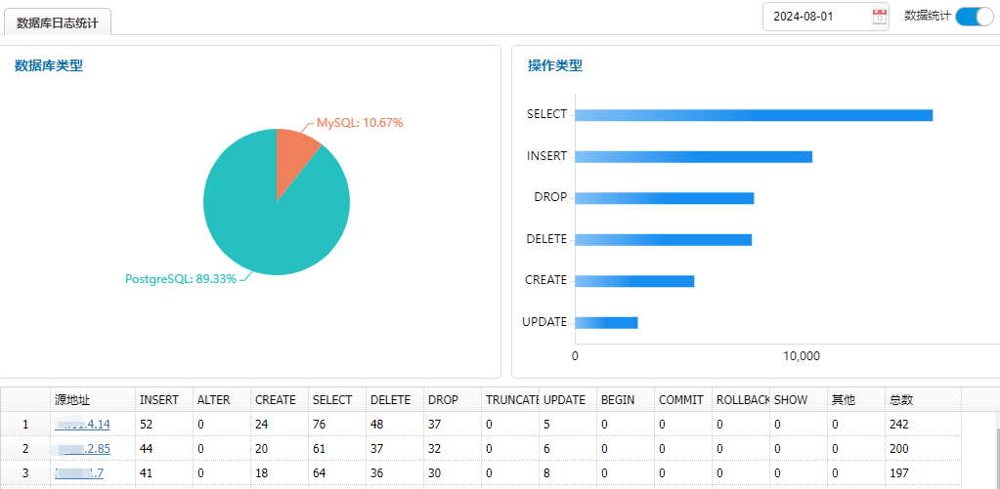 数据库日志统计
2024-08-01 数据统计
数据库类型
MySQL: 10.67%
PostgreSQL: 89.33%
操作类型
SELECT
INSERT
DROP
DELETE
CREATE
UPDATE
0 10,000
源地址 INSERT ALTER CREATE SELECT DELETE DROP TRUNCATE UPDATE BEGIN COMMIT ROLLBACK SHOW 其他 总数
1 .4.14 52 0 24 76 48 37 0 5 0 0 0 0 0 242
2 .2.85 44 0 20 61 37 32 0 6 0 0 0 0 0 200
3 .7 41 0 18 64 36 30 0 8 0 0 0 0 0 197